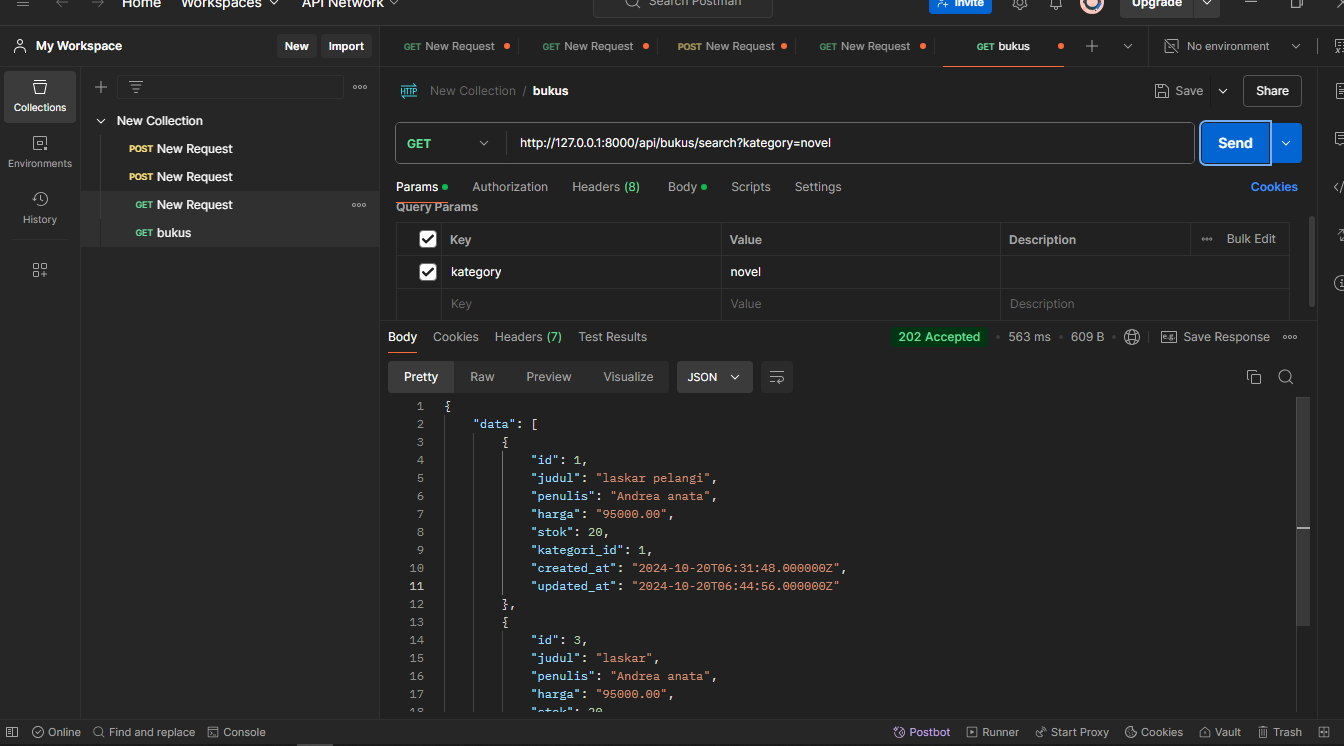 Home Workspaces API Network Search Postman Invite Upgrade
My Workspace New Import GET New Request GET New Request POST New Request GET New Request GET bukus No environment
Collections
Environments
History
New Collection
POST New Request
POST New Request
GET New Request
GET bukus
HTTP New Collection / bukus Save Share
GET http://127.0.0.1:8000/api/bukus/search?kategory=novel Send
Params Authorization Headers (8) Body Scripts Settings Cookies
Query Params
Key Value Description Bulk Edit
kategory novel
Key Value Description
Body Cookies Headers (7) Test Results 202 Accepted 563 ms 609 B e.g. Save Response
Pretty Raw Preview Visualize JSON
1 {
2 "data": [
3 {
4 "id": 1,
5 "judul": "laskar pelangi",
6 "penulis": "Andrea anata",
7 "harga": "95000.00",
8 "stok": 20,
9 "kategori_id": 1,
10 "created_at": "2024-10-20T06:31:48.000000Z",
11 "updated_at": "2024-10-20T06:44:56.000000Z"
12 },
13 {
14 "id": 3,
15 "judul": "laskar",
16 "penulis": "Andrea anata",
17 "harga": "95000.00",
18 "stok": 20
Online Find and replace Console Postbot Runner Start Proxy Cookies Vault Trash